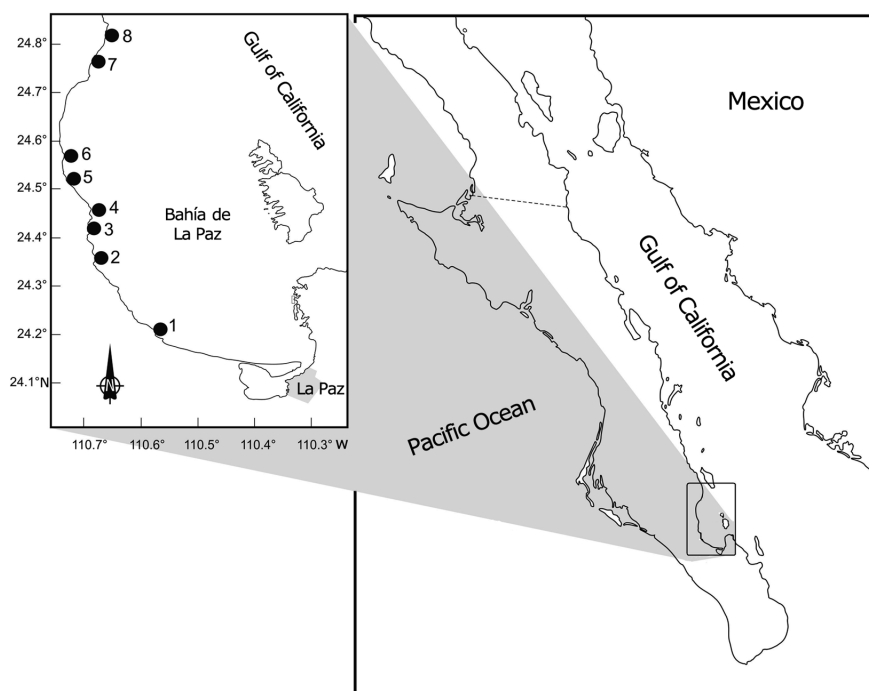 24.8°
24.7°
24.6°
24.5°
24.4°
24.3°
24.2°
24.1°N
110.7°
110.6°
110.5°
110.4°
110.3° W
8
7
6
5
4
3
2
1
Gulf of
California
Bahía de
La Paz
La Paz
N
Mexico
Gulf of California
Pacific Ocean